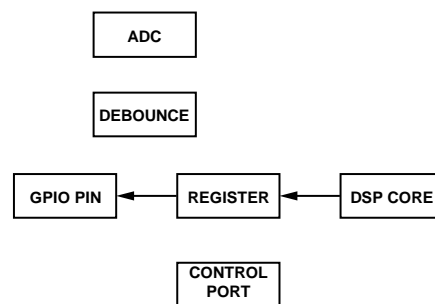 ADC
DEBOUNCE
GPIO PIN
REGISTER
DSP CORE
CONTROL
PORT